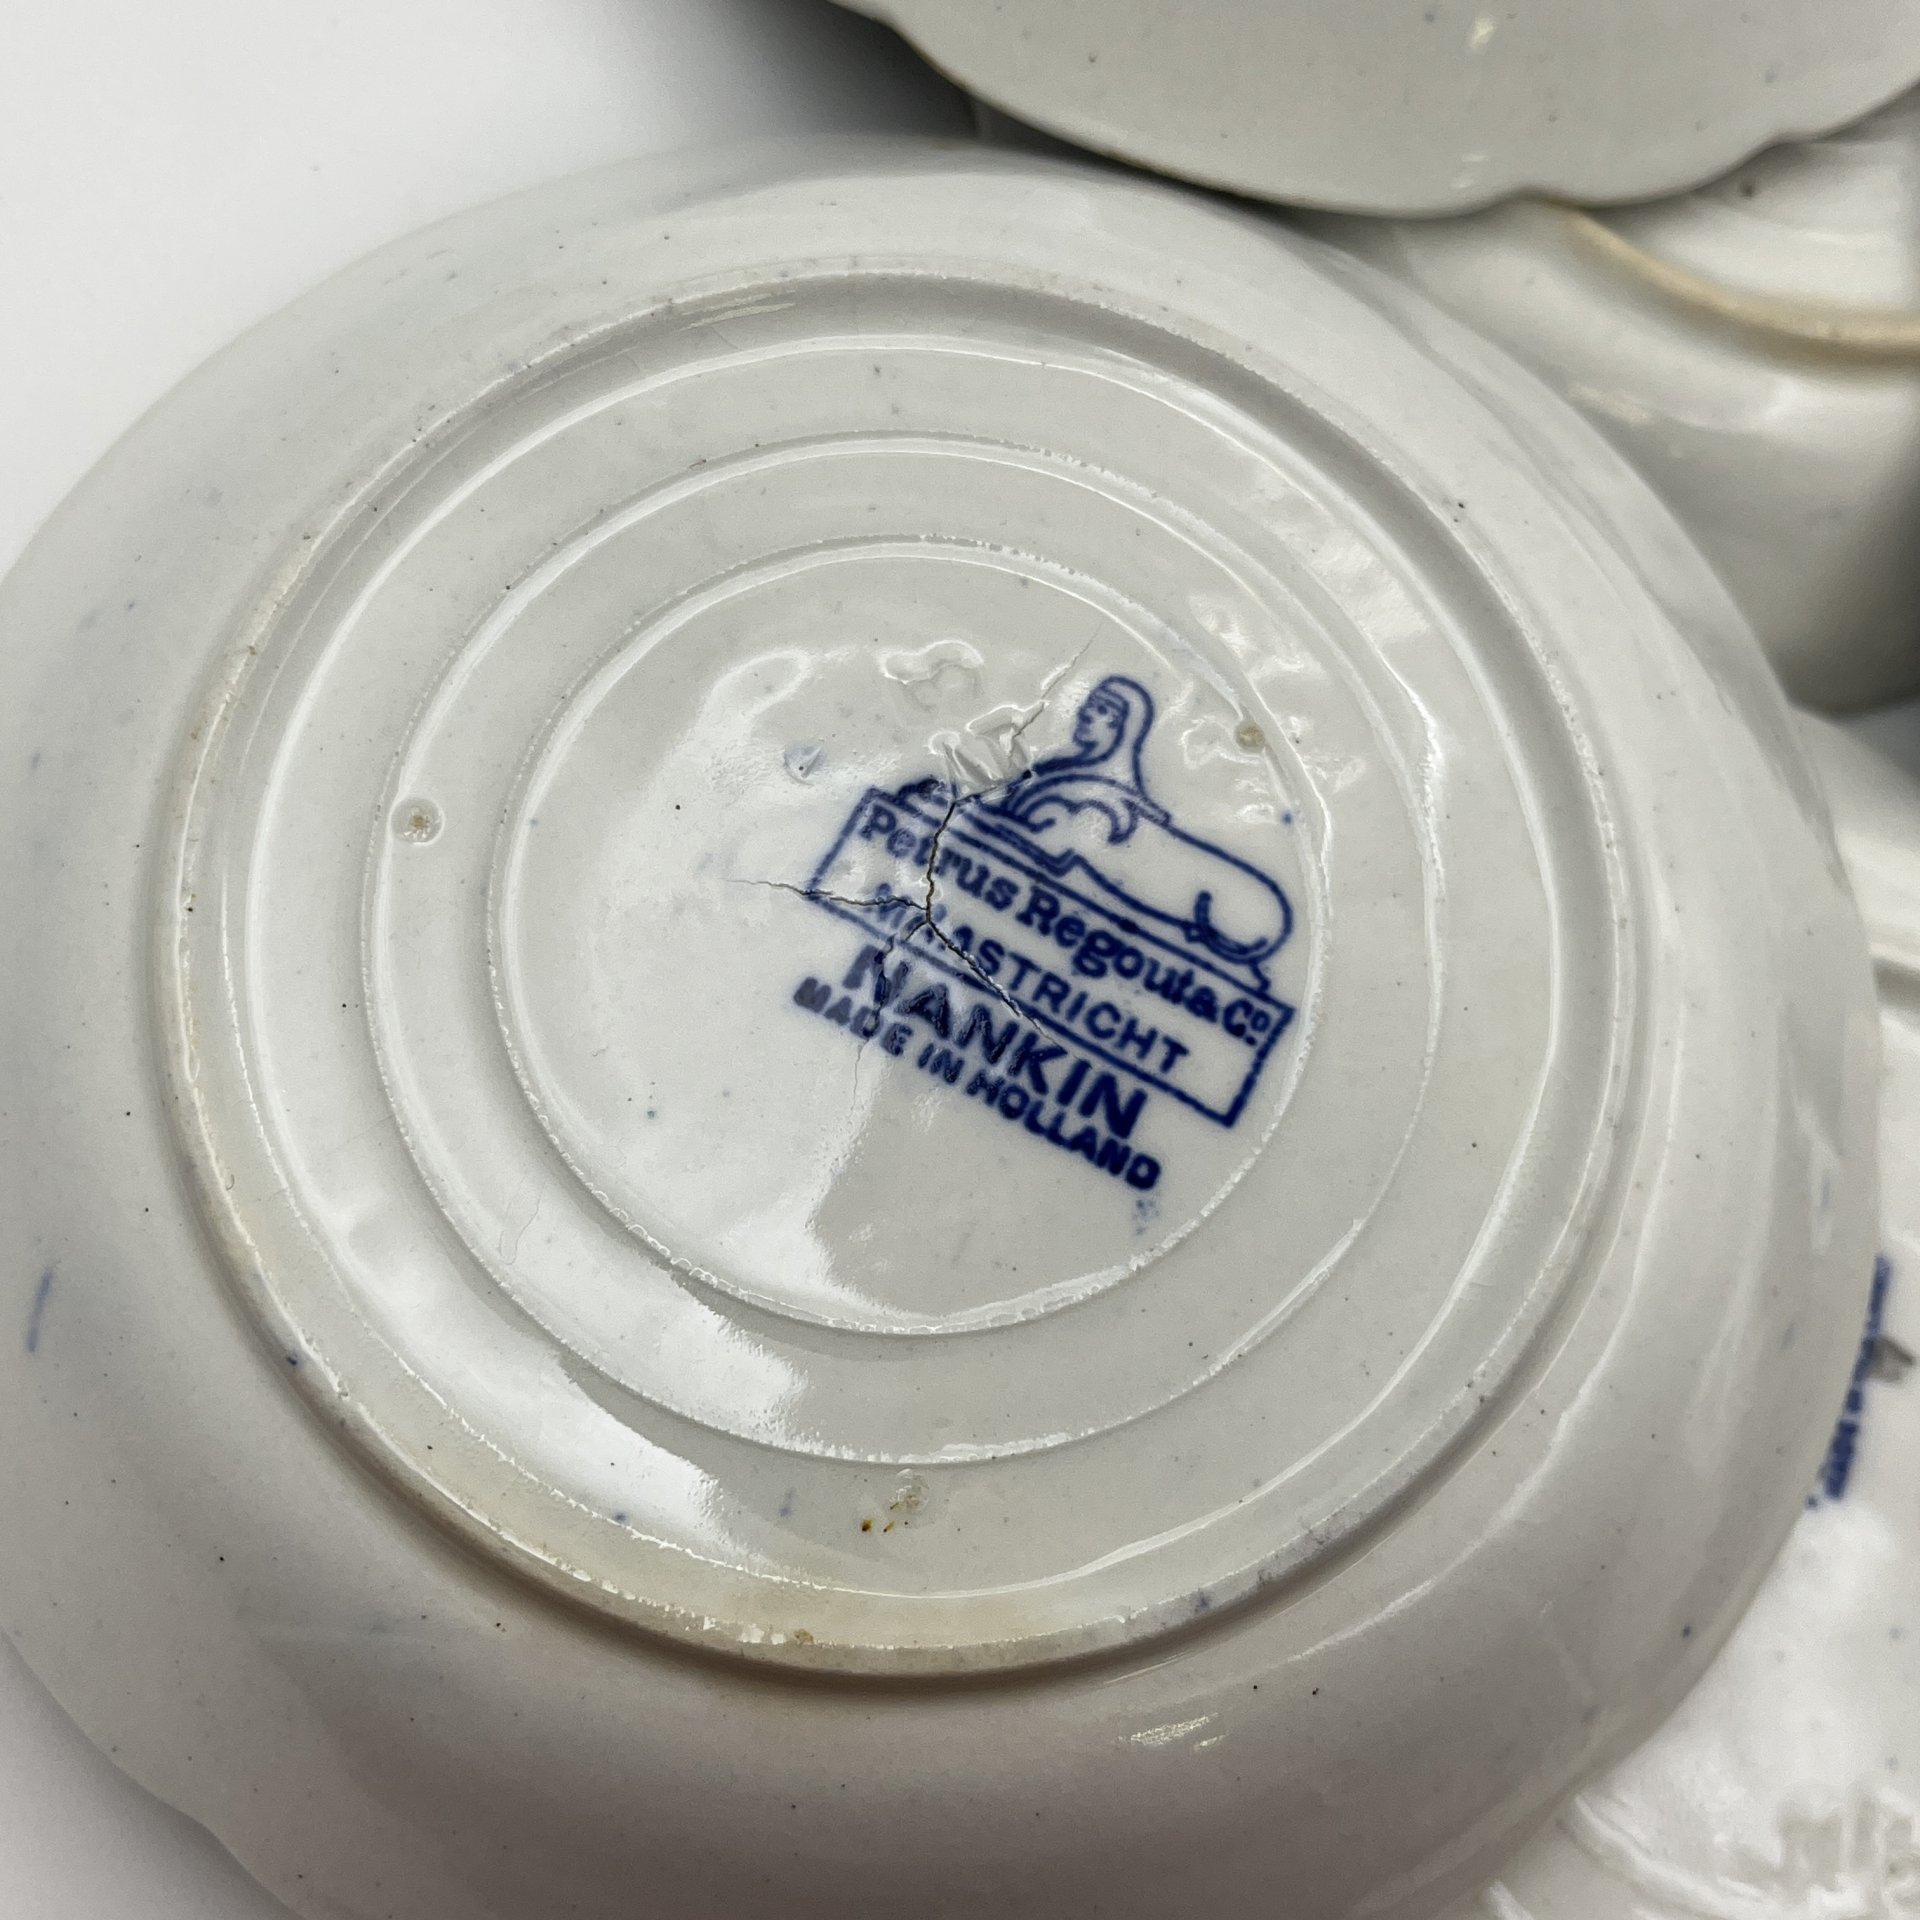 Petrus Regout & Co.
MAASTRICHT
NANKIN
MADE IN HOLLAND